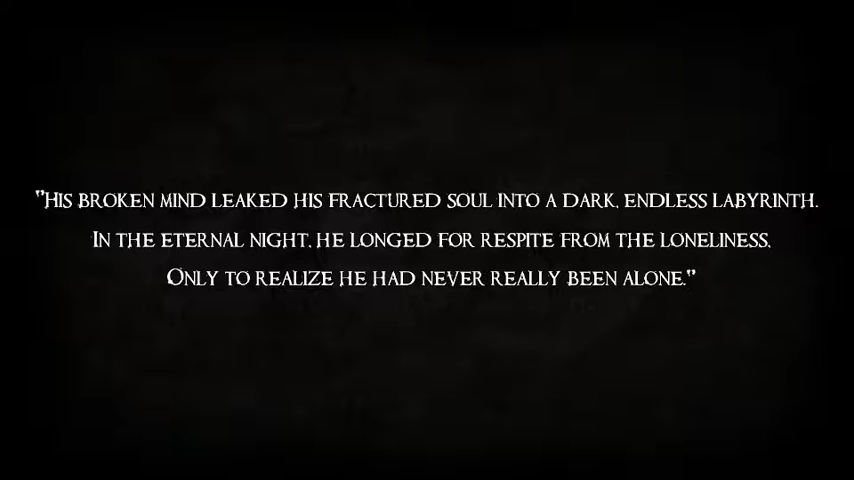 "His broken mind leaked his fractured soul into a dark, endless labyrinth.
In the eternal night, he longed for respite from the loneliness,
Only to realize he had never really been alone."